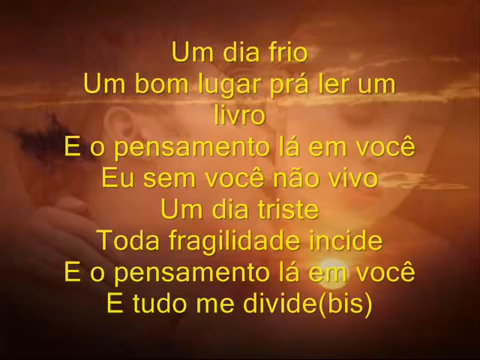 Um dia frio
Um bom lugar prá ler um
livro
E o pensamento lá em você
Eu sem você não vivo
Um dia triste
Toda fragilidade incide
E o pensamento lá em você
E tudo me divide(bis)